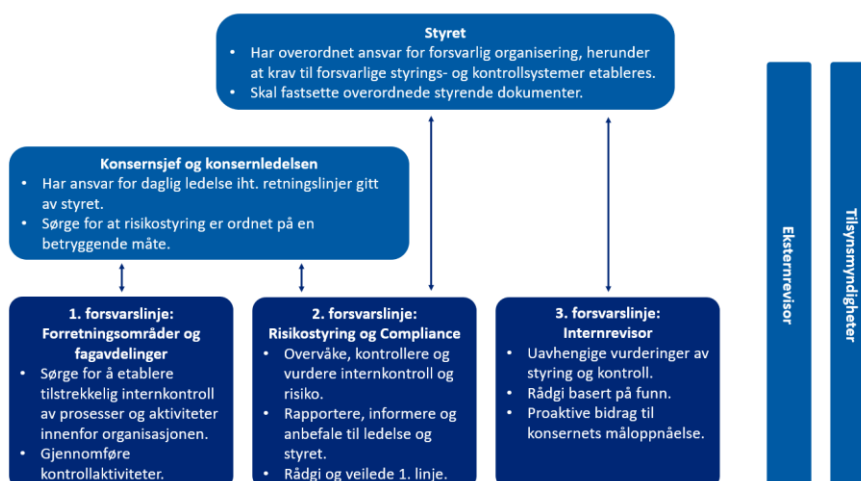 Styret
• Har overordnet ansvar for forsvarlig organisering, herunder
at krav til forsvarlige styrings- og kontrollsystemer etableres.
• Skal fastsette overordnede styrende dokumenter.
Konsernsjef og konsernledelsen
• Har ansvar for daglig ledelse iht. retningslinjer gitt
av styret.
• Sørge for at risikostyring er ordnet på en
betryggende måte.
1. forsvarslinje:
Forretningsområder og
fagavdelinger
• Sørge for å etablere
tilstrekkelig internkontroll
av prosesser og aktiviteter
innenfor organisasjonen.
• Gjennomføre
kontrollaktiviteter.
2. forsvarslinje:
Risikostyring og Compliance
• Overvåke, kontrollere og
vurdere internkontroll og
risiko.
• Rapportere, informere og
anbefale til ledelse og
styret.
• Rådgi og veilede 1. linje.
3. forsvarslinje:
Internrevisor
• Uavhengige vurderinger av
styring og kontroll.
• Rådgi basert på funn.
• Proaktive bidrag til
konsernets måloppnåelse.
Eksternrevisor
Tilsynsmyndigheter